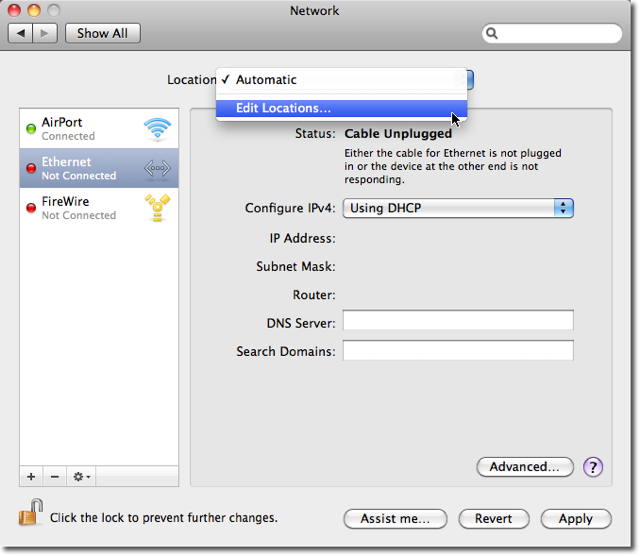 Network
Show All
Location
✓ Automatic
Edit Locations...
AirPort
Connected
Ethernet
Not Connected
FireWire
Not Connected
Status: Cable Unplugged
Either the cable for Ethernet is not plugged
in or the device at the other end is not
responding.
Configure IPv4: Using DHCP
IP Address:
Subnet Mask:
Router:
DNS Server:
Search Domains:
Advanced... ?
Click the lock to prevent further changes.
Assist me... Revert Apply